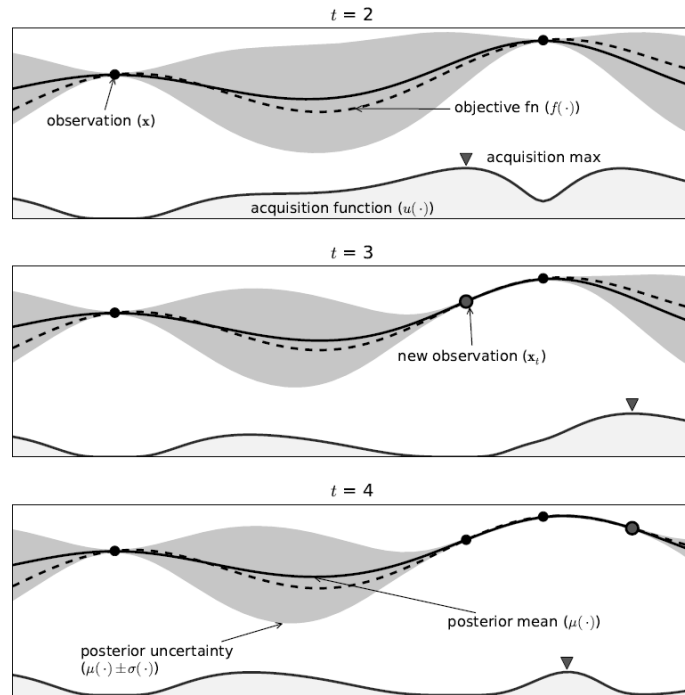 t = 2
observation (x)
objective fn (f(·))
acquisition max
acquisition function (u(·))
t = 3
new observation (xₜ)
t = 4
posterior mean (μ(·))
posterior uncertainty
(μ(·)±σ(·))